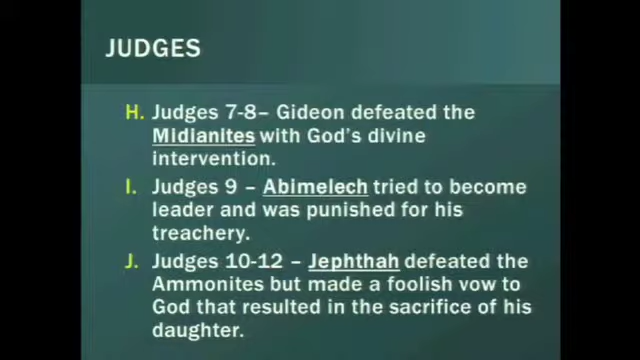 JUDGES
H. Judges 7-8– Gideon defeated the
Midianites with God's divine
intervention.
I. Judges 9 – Abimelech tried to become
leader and was punished for his
treachery.
J. Judges 10-12 – Jephthah defeated the
Ammonites but made a foolish vow to
God that resulted in the sacrifice of his
daughter.